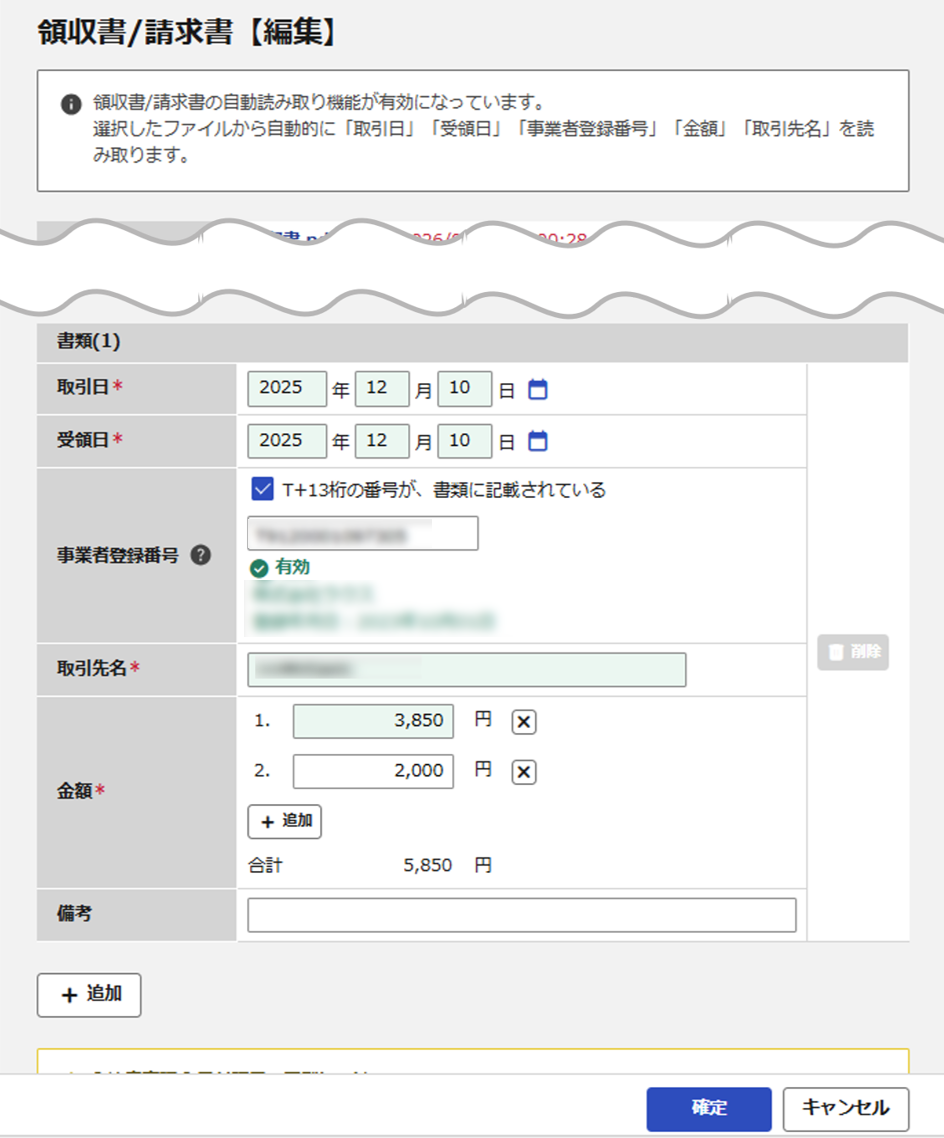 領収書/請求書【編集】
領収書/請求書の自動読み取り機能が有効になっています。
選択したファイルから自動的に「取引日」「受領日」「事業者登録番号」「金額」「取引先名」を読
み取ります。
書類(1)
取引日* 2025 年 12 月 10 日
受領日* 2025 年 12 月 10 日
事業者登録番号 ?
T+13桁の番号が、書類に記載されている
有効
取引先名*
削除
金額*
1. 3,850 円
2. 2,000 円
+ 追加
合計 5,850 円
備考
+ 追加
確定 キャンセル